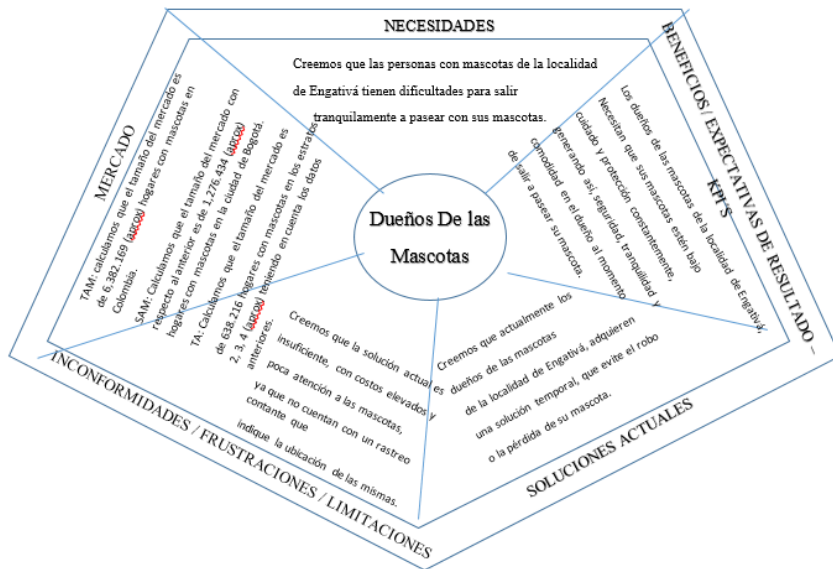 NECESIDADES
Creemos que las personas con mascotas de la localidad
de Engativá tienen dificultades para salir
tranquilamente a pasear con sus mascotas.
BENEFICIOS/ EXPECTATIVAS DE RESULTADO –
KPI'S
Los dueños de las mascotas de la localidad de Engativá,
Necesitan que sus mascotas estén bajo
cuidado y protección constantemente,
generando así, seguridad, tranquilidad y
comodidad en el dueño al momento
de salir a pasear su mascota.
SOLUCIONES ACTUALES
Creemos que actualmente los
dueños de las mascotas
de la localidad de Engativá, adquieren
una solución temporal, que evite el robo
o la pérdida de su mascota.
INCONFORMIDADES / FRUSTRACIONES / LIMITACIONES
Creemos que la solución actual es
insuficiente, con costos elevados y
poca atención a las mascotas,
ya que no cuentan con un rastreo
contante que
indique la ubicación de las mismas.
MERCADO
TAM: calculamos que el tamaño del mercado es
de 6,382.169 (aprox) hogares con mascotas en
Colombia.
SAM: Calculamos que el tamaño del mercado con
respecto al anterior es de 1,276.434 (aprox)
hogares con mascotas en la ciudad de Bogotá.
TA: Calculamos que el tamaño del mercado es
de 638.216 hogares con mascotas en los estratos
2, 3, 4 (aprox) teniendo en cuenta los datos
anteriores.
Dueños De las
Mascotas